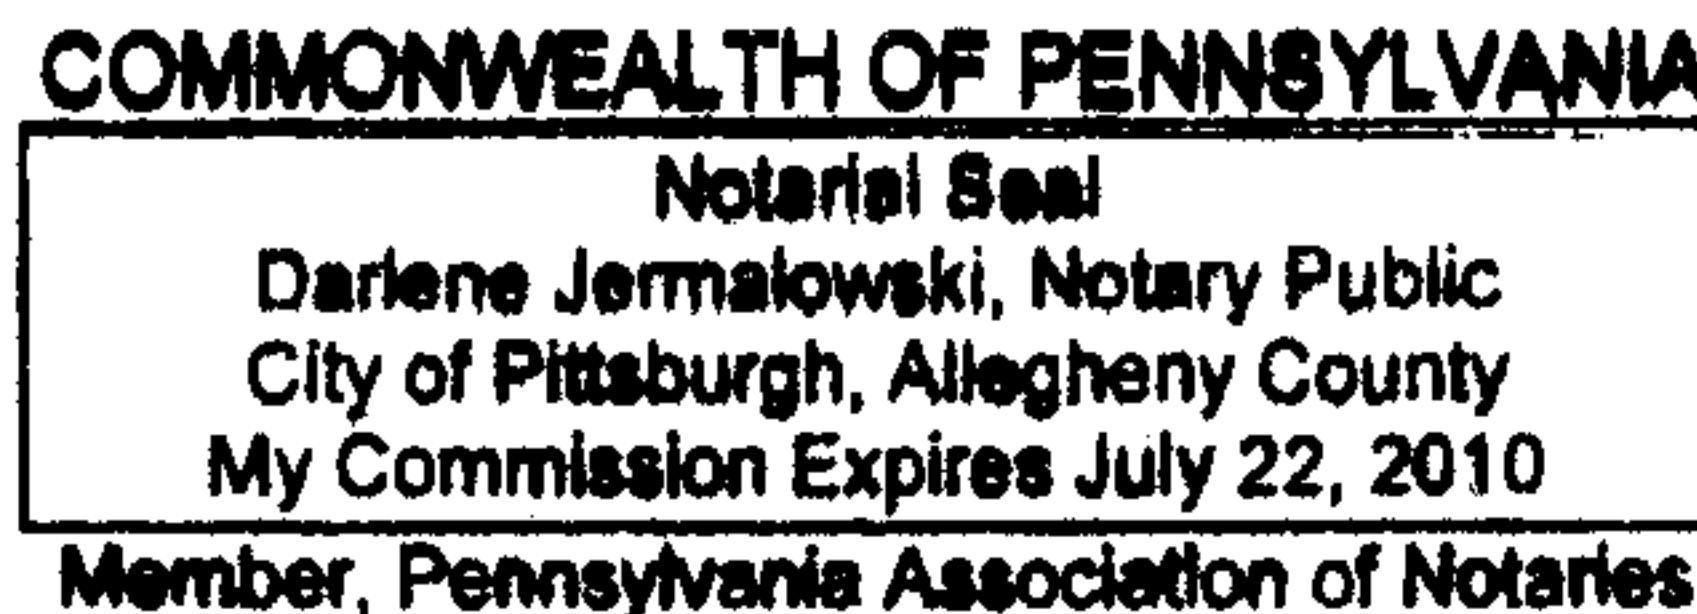 COMMONWEALTH OF PENNSYLVANIA
Notarial Seal
Darlene Jermalowski, Notary Public
City of Pittsburgh, Allegheny County
My Commission Expires July 22, 2010
Member, Pennsylvania Association of Notaries